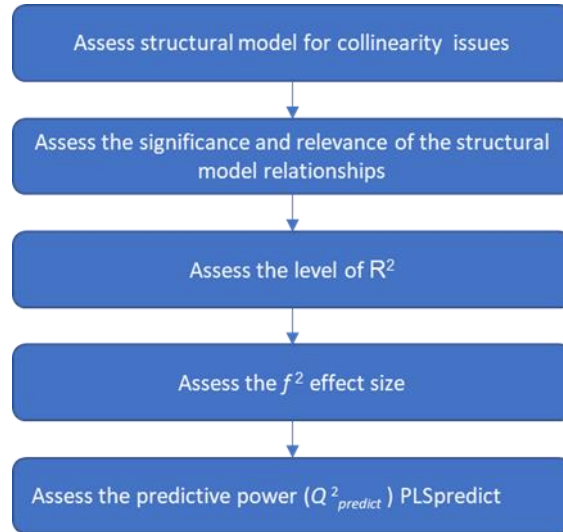 Assess structural model for collinearity issues
Assess the significance and relevance of the structural
model relationships
Assess the level of R²
Assess the f² effect size
Assess the predictive power (Q²predict) PLSpredict